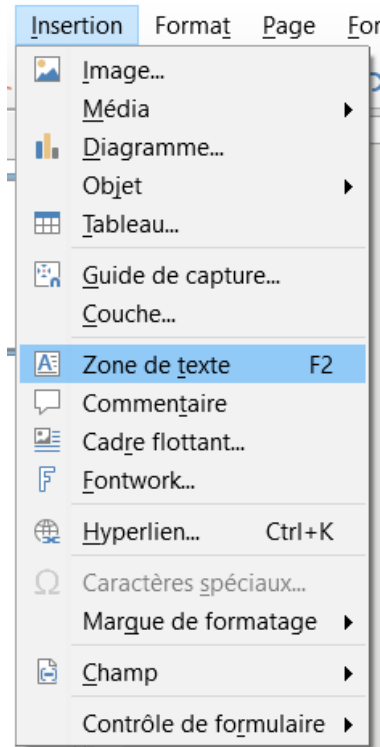 Insertion Format Page For
Image...
Média
Diagramme...
Objet
Tableau...
Guide de capture...
Couche...
Zone de texte F2
Commentaire
Cadre flottant...
Fontwork...
Hyperlien... Ctrl+K
Caractères spéciaux...
Marque de formatage
Champ
Contrôle de formulaire